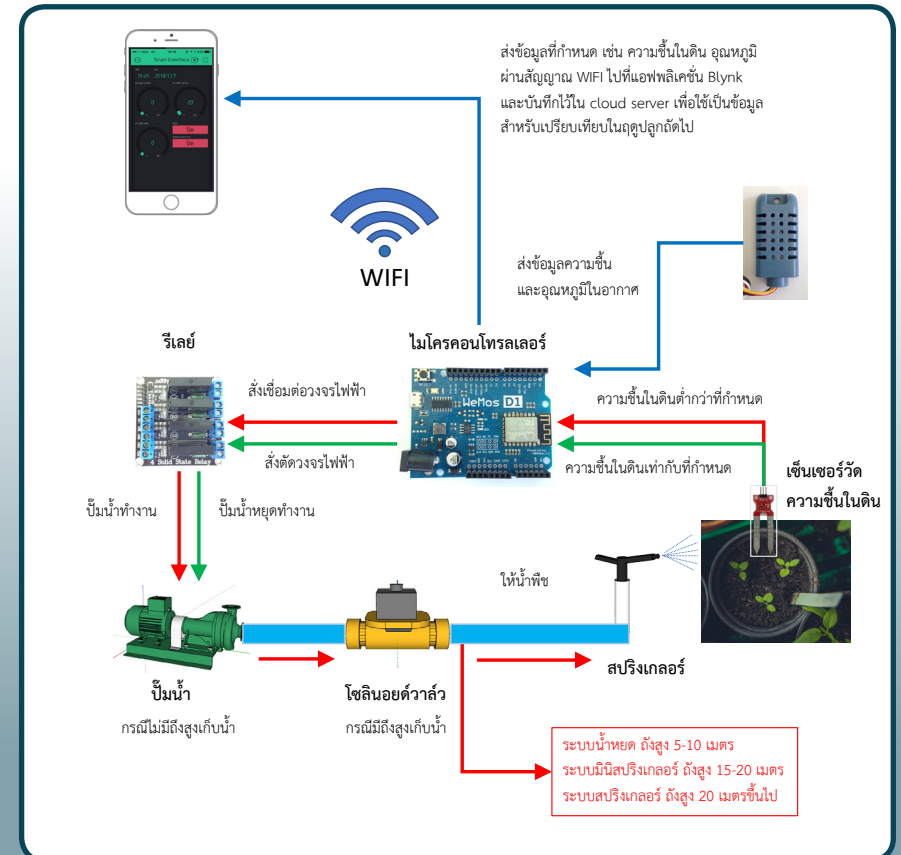 Smart Greenhour
19:45 2018/11/7
0
20
0
ปิด
ปิด
ส่งข้อมูลที่กำหนด เช่น ความชื้นในดิน อุณหภูมิ
ผ่านสัญญาณ WIFI ไปที่แอฟพลิเคชั่น Blynk
และบันทึกไว้ใน cloud server เพื่อใช้เป็นข้อมูล
สำหรับเปรียบเทียบในฤดูปลูกถัดไป
WIFI
ส่งข้อมูลความชื้น
และอุณหภูมิในอากาศ
รีเลย์
ไมโครคอนโทรลเลอร์
สั่งเชื่อมต่อวงจรไฟฟ้า
ความชื้นในดินต่ำกว่าที่กำหนด
WeMos D1
4 Solid State Relay
สั่งตัดวงจรไฟฟ้า
ความชื้นในดินเท่ากับที่กำหนด
เซ็นเซอร์วัด
ความชื้นในดิน
ปั๊มน้ำทำงาน
ปั๊มน้ำหยุดทำงาน
ให้น้ำพืช
ปั๊มน้ำ
กรณีไม่มีถึงสูงเก็บน้ำ
โซลินอยด์วาล์ว
กรณีมีถึงสูงเก็บน้ำ
สปริงเกลอร์
ระบบน้ำหยด ถังสูง 5-10 เมตร
ระบบมินิสปริงเกลอร์ ถังสูง 15-20 เมตร
ระบบสปริงเกลอร์ ถังสูง 20 เมตรขึ้นไป